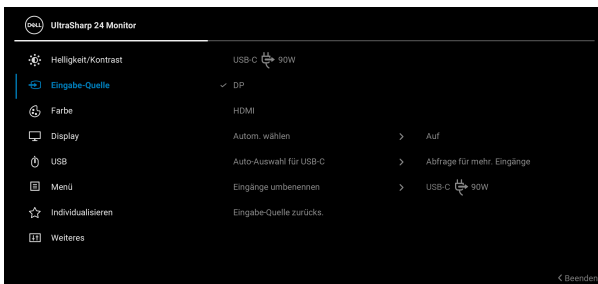 DELL UltraSharp 24 Monitor
Helligkeit/Kontrast USB-C 90W
Eingabe-Quelle DP
Farbe HDMI
Display Autom. wählen Auf
USB Auto-Auswahl für USB-C Abfrage für mehr. Eingänge
Menü Eingänge umbenennen USB-C 90W
Individualisieren Eingabe-Quelle zurücks.
Weiteres
Beenden